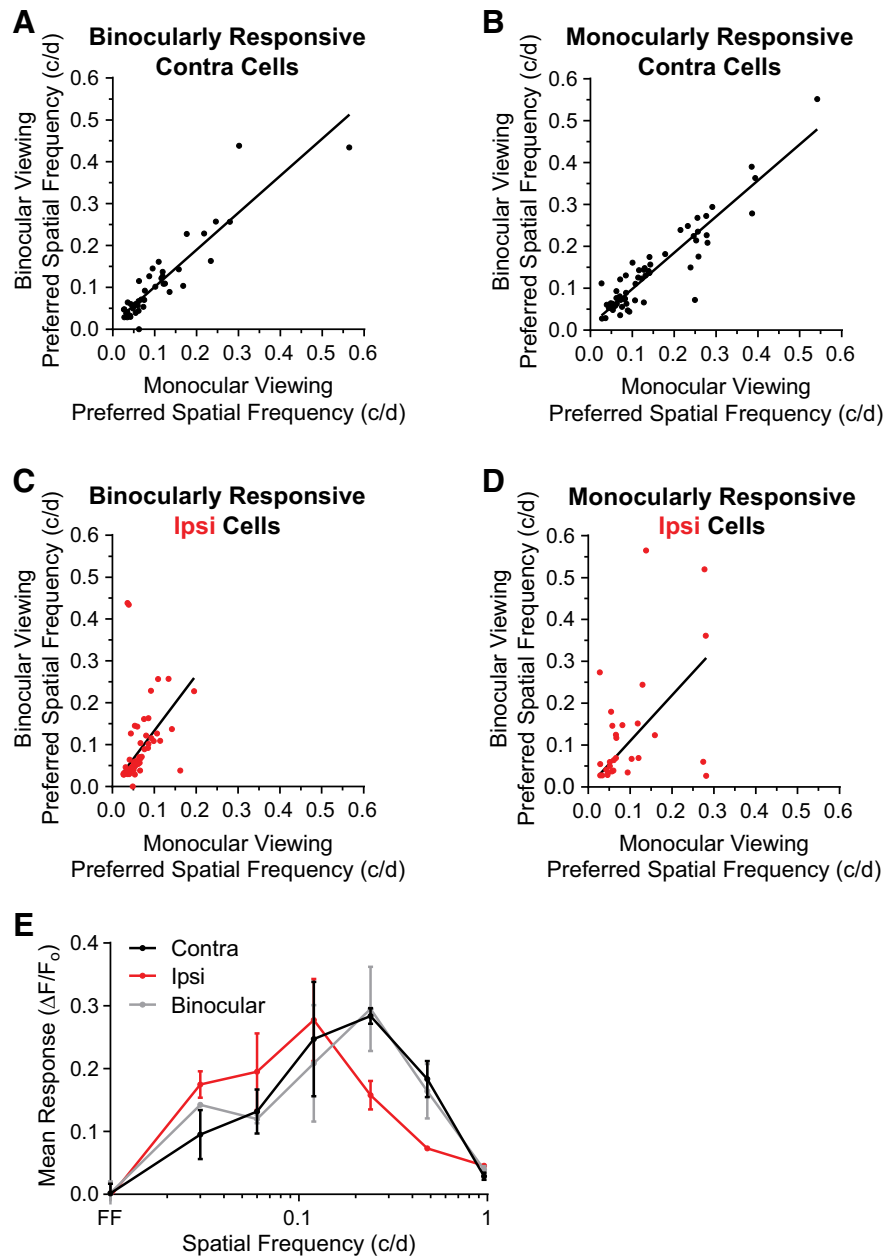 A
Binocularly Responsive
Contra Cells
Binocular Viewing
Preferred Spatial Frequency (c/d)
0.6
0.5
0.4
0.3
0.2
0.1
0.0
0.0 0.1 0.2 0.3 0.4 0.5 0.6
Monocular Viewing
Preferred Spatial Frequency (c/d)
B
Monocularly Responsive
Contra Cells
Binocular Viewing
Preferred Spatial Frequency (c/d)
0.6
0.5
0.4
0.3
0.2
0.1
0.0
0.0 0.1 0.2 0.3 0.4 0.5 0.6
Monocular Viewing
Preferred Spatial Frequency (c/d)
C
Binocularly Responsive
Ipsi Cells
Binocular Viewing
Preferred Spatial Frequency (c/d)
0.6
0.5
0.4
0.3
0.2
0.1
0.0
0.0 0.1 0.2 0.3 0.4 0.5 0.6
Monocular Viewing
Preferred Spatial Frequency (c/d)
D
Monocularly Responsive
Ipsi Cells
Binocular Viewing
Preferred Spatial Frequency (c/d)
0.6
0.5
0.4
0.3
0.2
0.1
0.0
0.0 0.1 0.2 0.3 0.4 0.5 0.6
Monocular Viewing
Preferred Spatial Frequency (c/d)
E
Mean Response (ΔF/Fo)
0.4
0.3
0.2
0.1
0.0
Contra
Ipsi
Binocular
FF 0.1 1
Spatial Frequency (c/d)